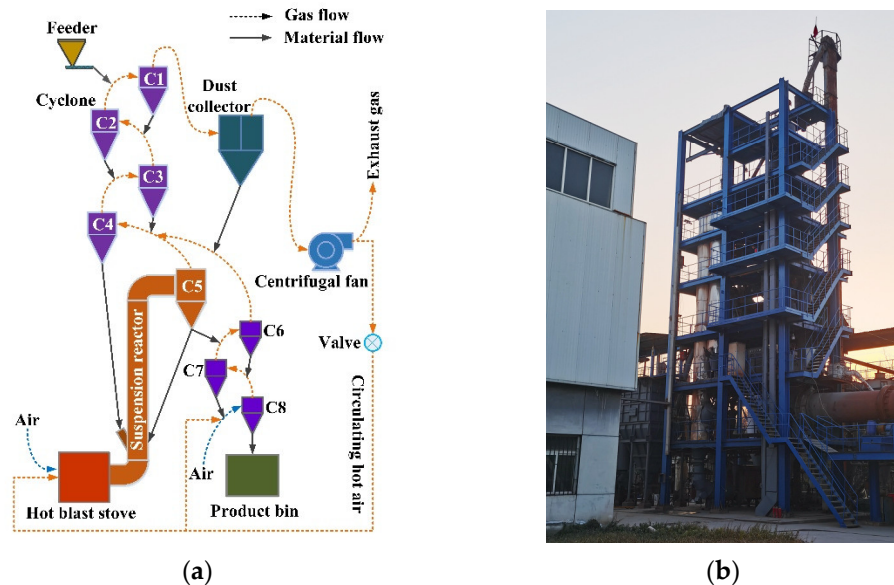 Gas flow
Material flow
Feeder
C1
Dust
collector
Cyclone
C2
C3
C4
Exhaust gas
Centrifugal fan
C5
C6
C7
C8
Valve
Suspension reactor
Circulating hot air
Air
Air
Hot blast stove
Product bin
(a)
(b)